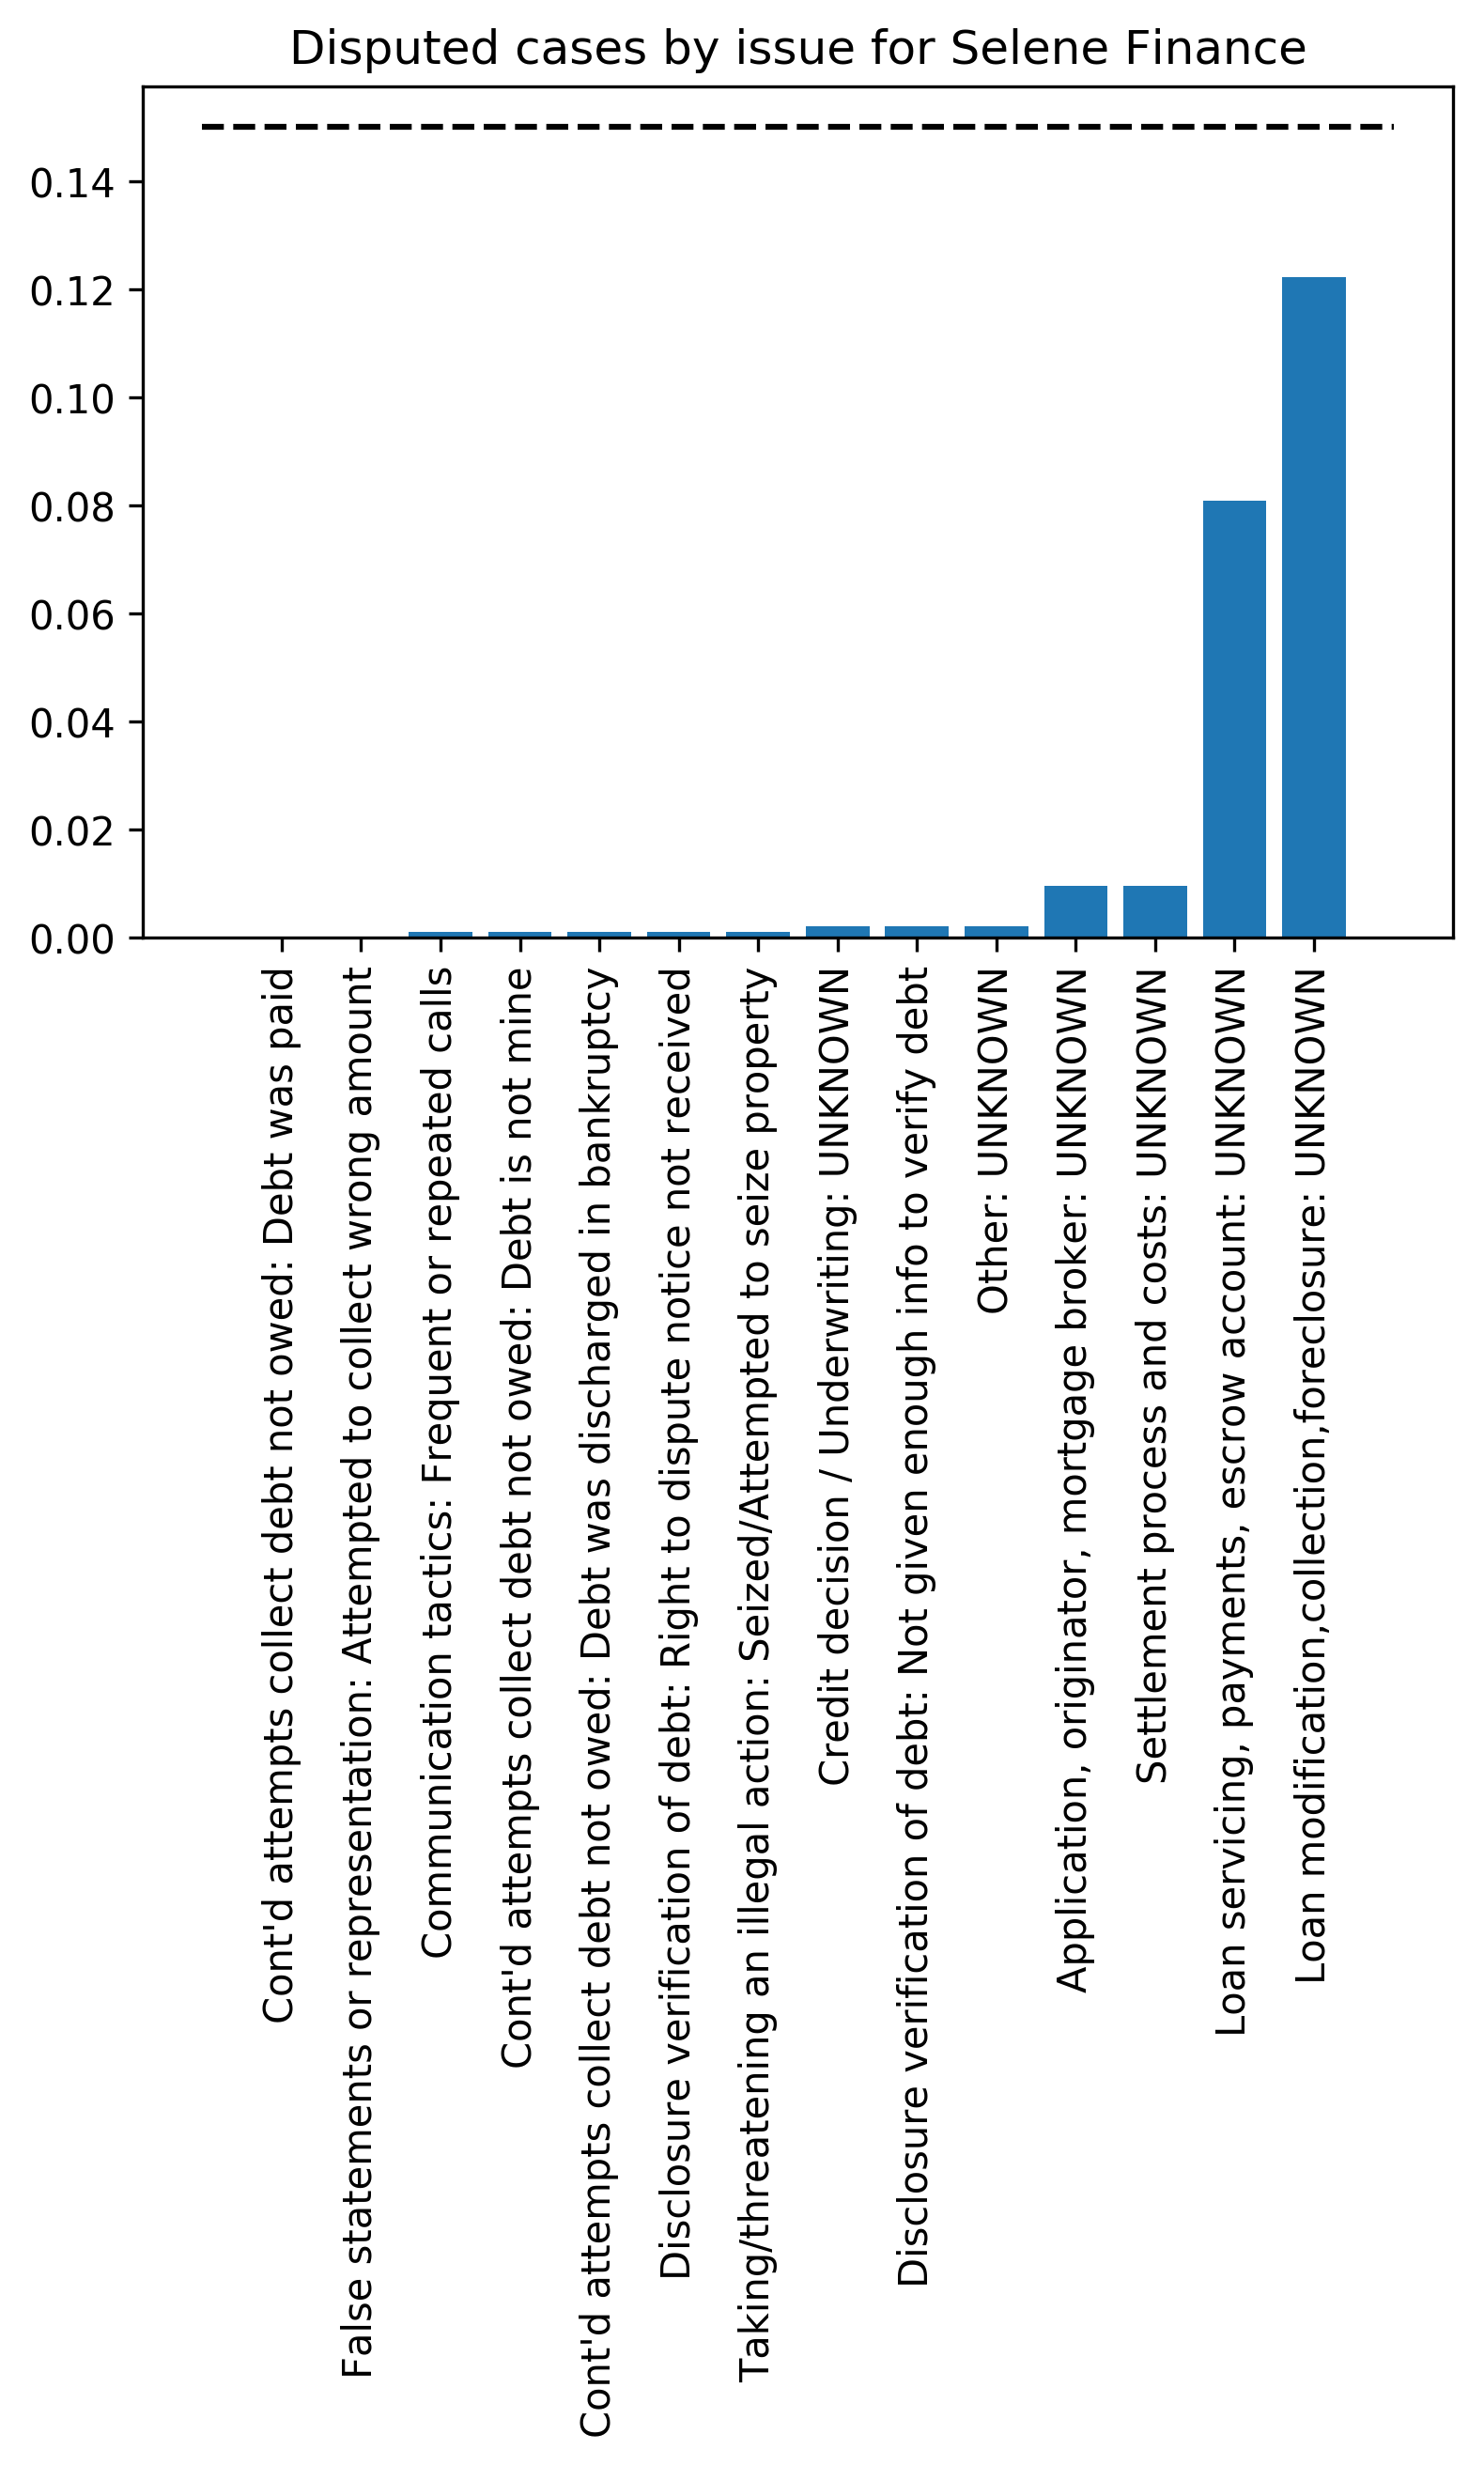 Disputed cases by issue for Selene Finance
0.14
0.12
0.10
0.08
0.06
0.04
0.02
0.00
Cont'd attempts collect debt not owed: Debt was paid
False statements or representation: Attempted to collect wrong amount
Communication tactics: Frequent or repeated calls
Cont'd attempts collect debt not owed: Debt is not mine
Cont'd attempts collect debt not owed: Debt was discharged in bankruptcy
Disclosure verification of debt: Right to dispute notice not received
Taking/threatening an illegal action: Seized/Attempted to seize property
Credit decision / Underwriting: UNKNOWN
Disclosure verification of debt: Not given enough info to verify debt
Other: UNKNOWN
Application, originator, mortgage broker: UNKNOWN
Settlement process and costs: UNKNOWN
Loan servicing, payments, escrow account: UNKNOWN
Loan modification,collection,foreclosure: UNKNOWN